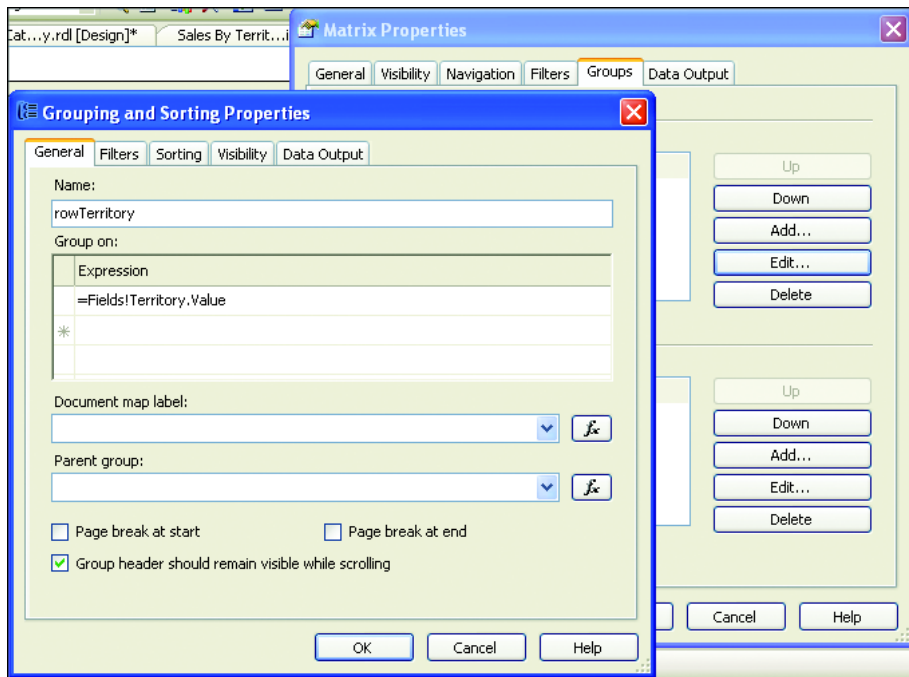 Cat...y.rdl [Design]*
Sales By Territ...i
Matrix Properties
General Visibility Navigation Filters Groups Data Output
Up
Down
Add...
Edit...
Delete
Up
Down
Add...
Edit...
Delete
Cancel Help
Grouping and Sorting Properties
General Filters Sorting Visibility Data Output
Name:
rowTerritory
Group on:
Expression
=Fields!Territory.Value
Document map label:
fx
Parent group:
fx
Page break at start Page break at end
Group header should remain visible while scrolling
OK Cancel Help